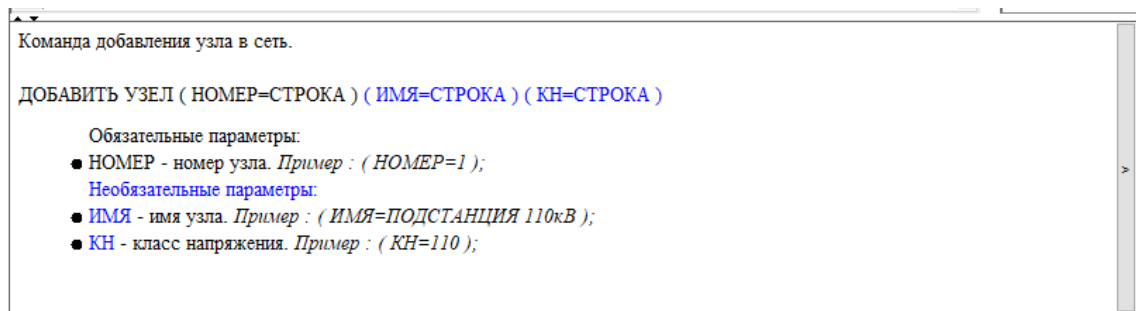 Команда добавления узла в сеть.
ДОБАВИТЬ УЗЕЛ ( НОМЕР=СТРОКА ) ( ИМЯ=СТРОКА ) ( КН=СТРОКА )
Обязательные параметры:
● НОМЕР - номер узла. Пример : ( НОМЕР=1 );
Необязательные параметры:
● ИМЯ - имя узла. Пример : ( ИМЯ=ПОДСТАНЦИЯ 110кВ );
● КН - класс напряжения. Пример : ( КН=110 );